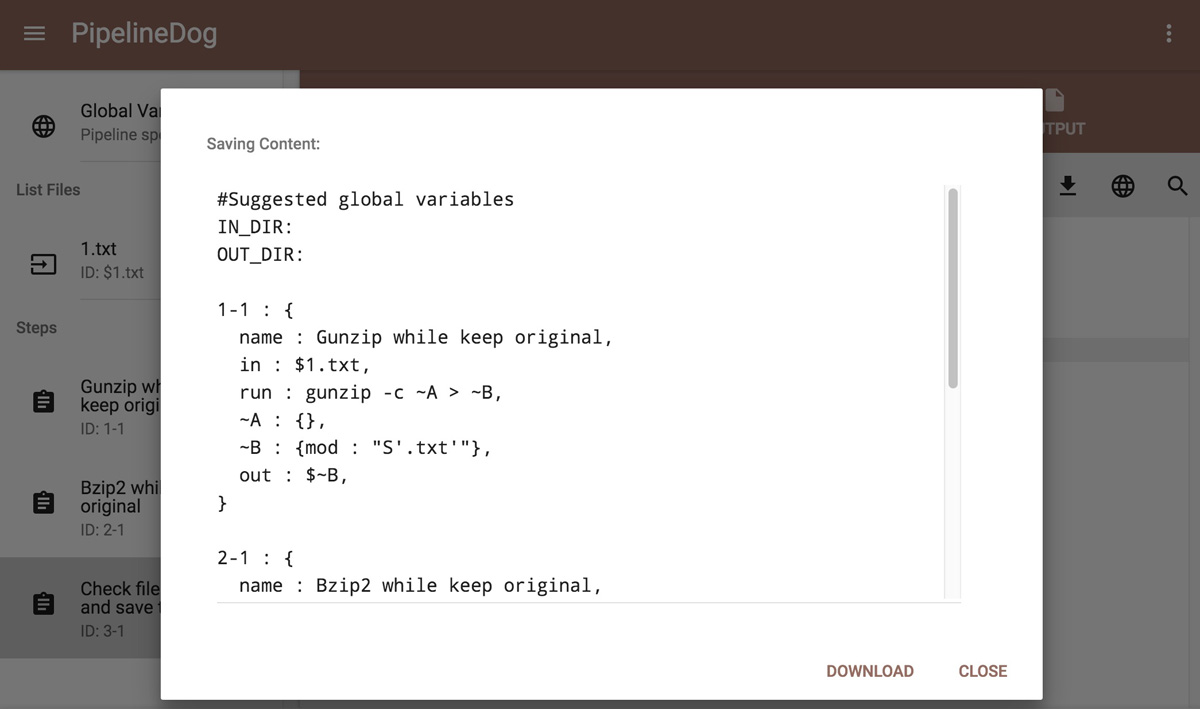 PipelineDog
Global Va
Pipeline sp
List Files
1.txt
ID: $1.txt
Steps
Gunzip wh
keep origi
ID: 1-1
Bzip2 whi
original
ID: 2-1
Check file
and save
ID: 3-1
TPUT
Saving Content:
#Suggested global variables
IN_DIR:
OUT_DIR:
1-1 : {
name : Gunzip while keep original,
in : $1.txt,
run : gunzip -c ~A > ~B,
~A : {},
~B : {mod : "S'.txt'"},
out : $~B,
}
2-1 : {
name : Bzip2 while keep original,
DOWNLOAD
CLOSE